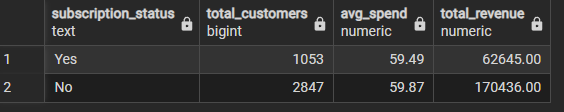 subscription_status total_customers avg_spend total_revenue
text bigint numeric numeric
1 Yes 1053 59.49 62645.00
2 No 2847 59.87 170436.00